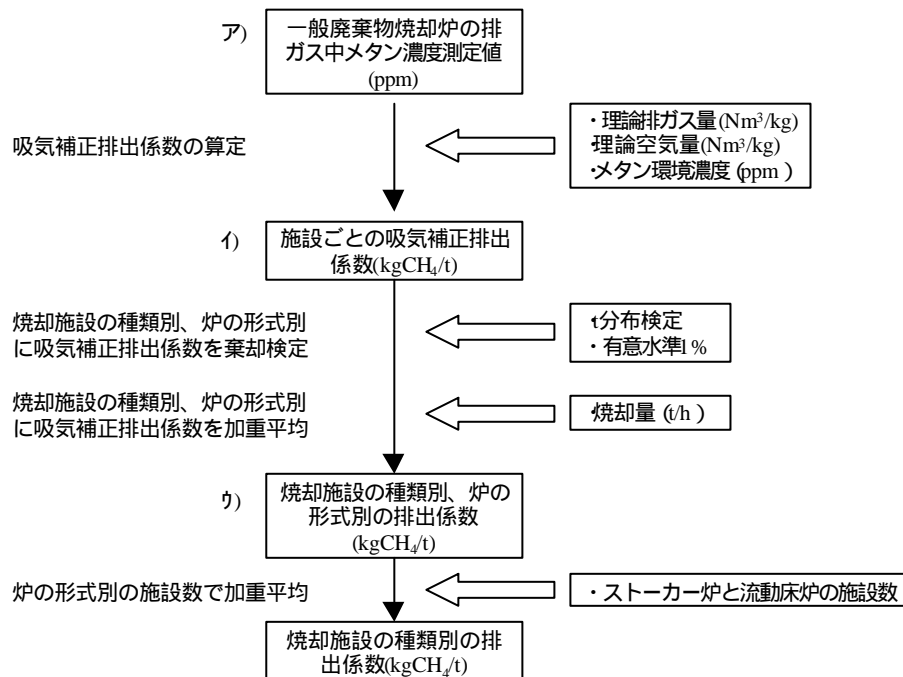 ア)
一般廃棄物焼却炉の排
ガス中メタン濃度測定値
(ppm)
吸気補正排出係数の算定
・理論排ガス量(Nm³/kg)
・理論空気量(Nm³/kg)
・メタン環境濃度(ppm)
イ)
施設ごとの吸気補正排出
係数(kgCH₄/t)
焼却施設の種類別、炉の形式別
に吸気補正排出係数を棄却検定
・t分布検定
・有意水準1%
焼却施設の種類別、炉の形式別
に吸気補正排出係数を加重平均
・焼却量(t/h)
ウ)
焼却施設の種類別、炉の
形式別の排出係数
(kgCH₄/t)
炉の形式別の施設数で加重平均
・ストーカー炉と流動床炉の施設数
焼却施設の種類別の排
出係数(kgCH₄/t)